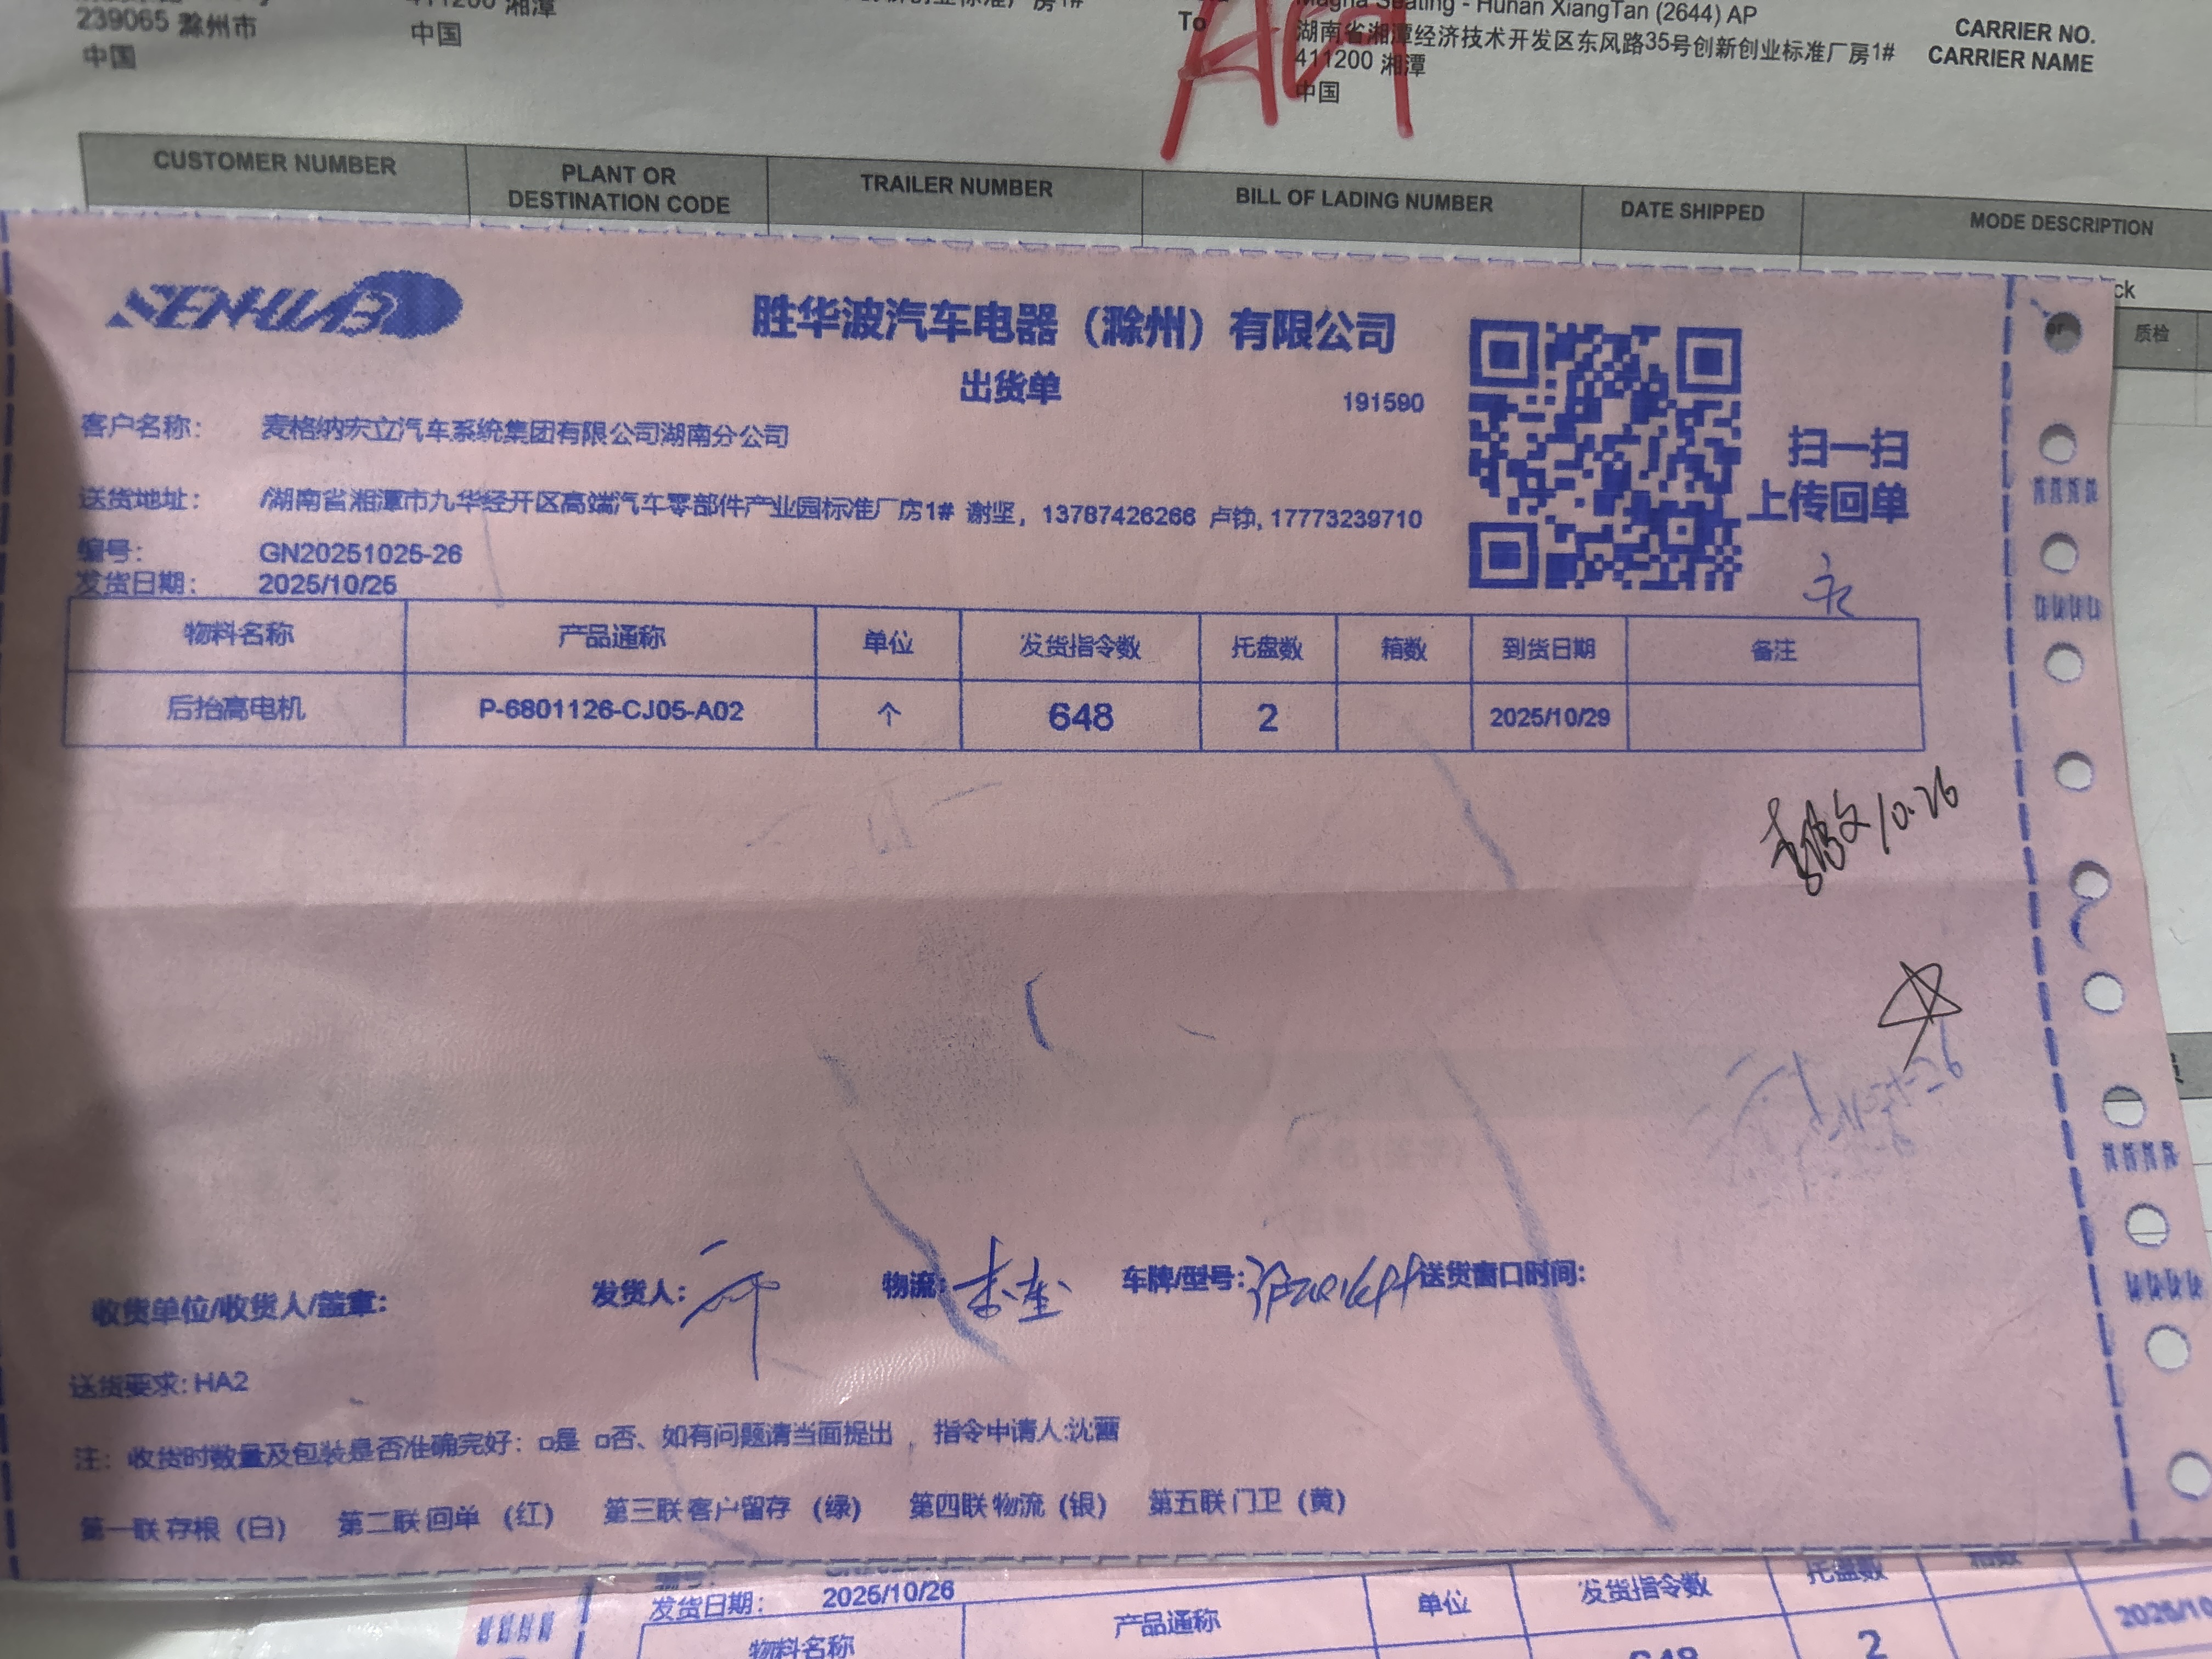 239065 滁州市
中国
411200 湘潭
中国
To
Magna Seating - Hunan XiangTan (2644) AP
湖南省湘潭经济技术开发区东风路35号创新创业标准厂房1#
411200 湘潭
中国
CARRIER NO.
CARRIER NAME
CUSTOMER NUMBER
PLANT OR DESTINATION CODE
TRAILER NUMBER
BILL OF LADING NUMBER
DATE SHIPPED
MODE DESCRIPTION
ck
质检
SENHUAB
胜华波汽车电器（滁州）有限公司
出货单
191590
扫一扫
上传回单
客户名称： 麦格纳宏立汽车系统集团有限公司湖南分公司
送货地址： /湖南省湘潭市九华经开区高端汽车零部件产业园标准厂房1# 谢坚，13787426266 卢铮, 17773239710
编号： GN20251025-26
发货日期： 2025/10/25
物料名称 产品通称 单位 发货指令数 托盘数 箱数 到货日期 备注
后抬高电机 P-6801126-CJ05-A02 个 648 2 2025/10/29
10.26
收货单位/收货人/盖章： 发货人： 物流： 车牌/型号： 送货窗口时间：
送货要求: HA2
注： 收货时数量及包装是否准确完好：□是 □否、如有问题请当面提出 ，指令申请人:沈蕾
第一联 存根（白） 第二联 回单 （红） 第三联 客户留存 （绿） 第四联 物流（银） 第五联 门卫（黄）
发货日期： 2025/10/26
物料名称 产品通称 单位 发货指令数 托盘数 箱数
648 2